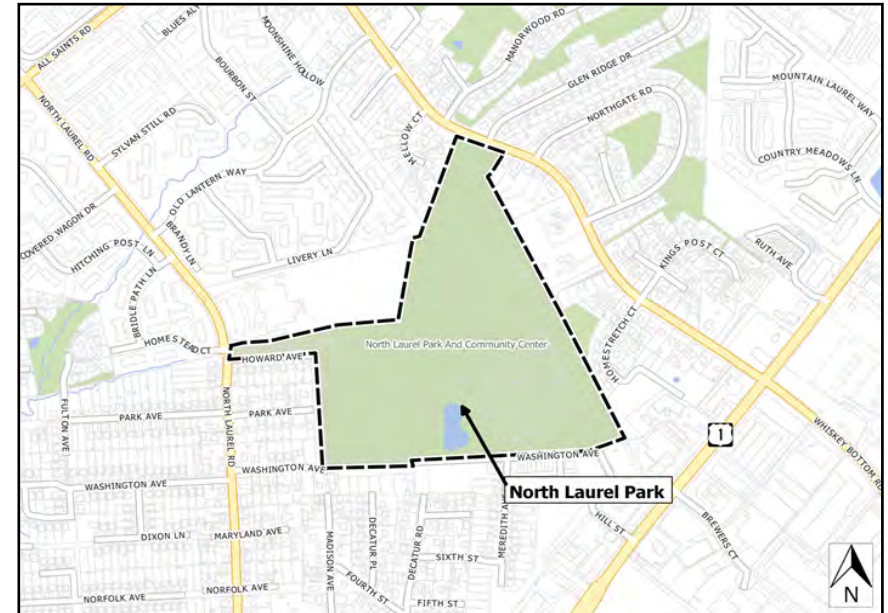 MANORWOOD RD
BLUES AL
MOONSHINE HOLLOW
ALL SAINTS RD
GLEN RIDGE DR
BOURBON ST
MOUNTAIN LAUREL WAY
NORTHGATE RD
NORTH LAUREL RD
SYLVAN STILL RD
MELLOW CT
COUNTRY MEADOWS LN
OLD LANTERN WAY
COVERED WAGON DR
BRANDY LN
HITCHING POST LN
LIVERY LN
KINGS POST CT
RUTH AVE
BRIDLE PATH LN
HOMESTEAD CT
North Laurel Park And Community Center
HOWARD AVE
HOMESTRETCH CT
FULTON AVE
PARK AVE
PARK AVE
NORTH LAUREL RD
WHISKEY BOTTOM RD
1
WASHINGTON AVE
WASHINGTON AVE
WASHINGTON AVE
North Laurel Park
MEREDITH AVE
HILL ST
BREWERS CT
DIXON LN
MARYLAND AVE
MADISON AVE
DECATUR PL
DECATUR RD
SIXTH ST
NORFOLK AVE
NORFOLK AVE
FOURTH ST
FIFTH ST
N